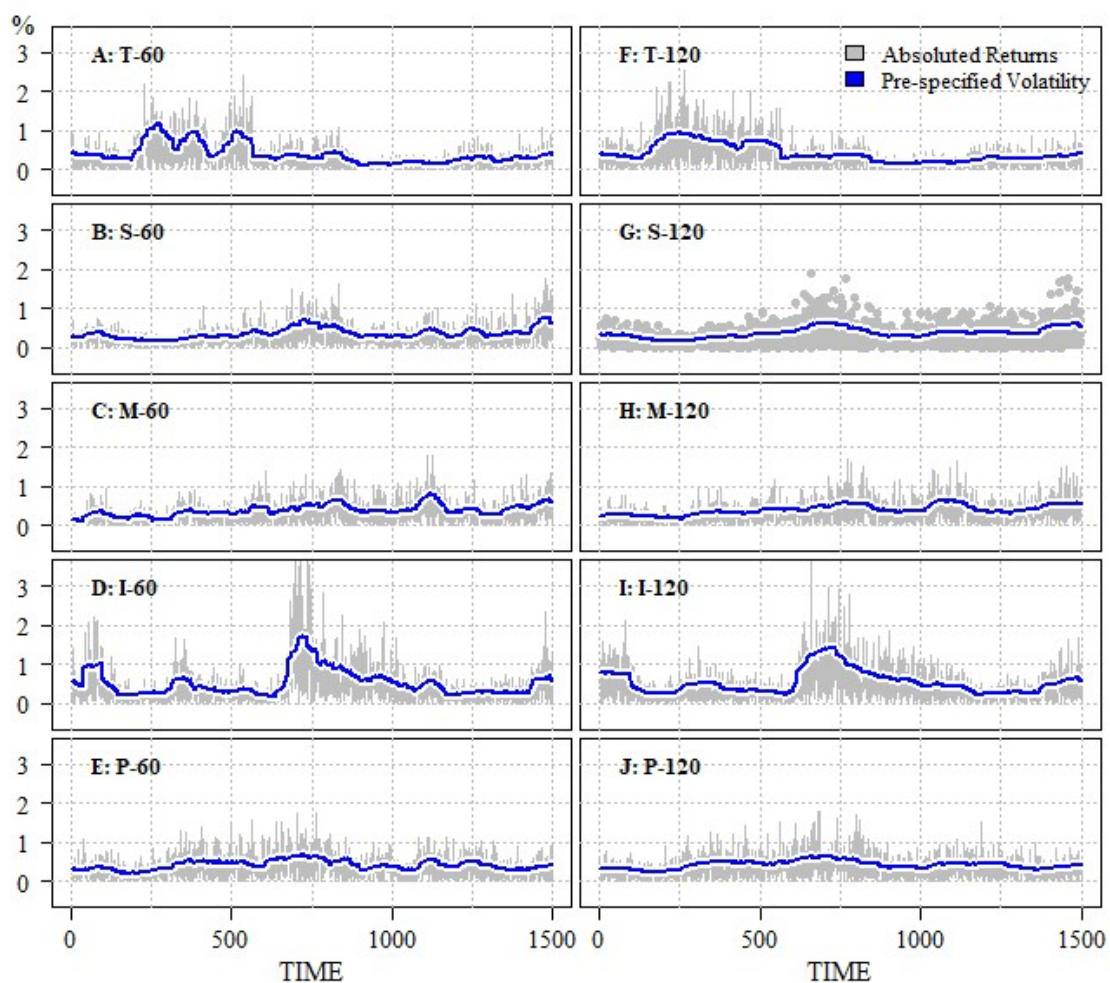 %
A: T-60
3
2
1
0
F: T-120
Absoluted Returns
Pre-specified Volatility
B: S-60
3
2
1
0
G: S-120
C: M-60
3
2
1
0
H: M-120
D: I-60
3
2
1
0
I: I-120
E: P-60
3
2
1
0
J: P-120
0 500 1000 1500
0 500 1000 1500
TIME
TIME